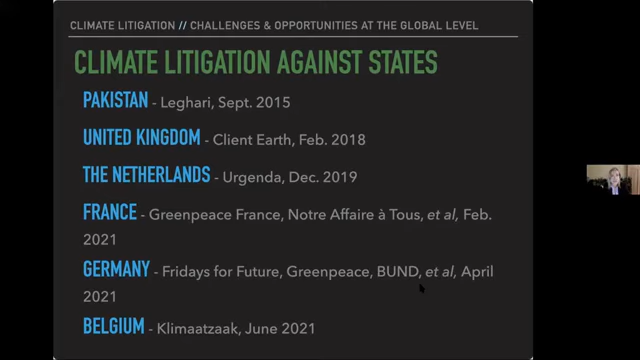 CLIMATE LITIGATION // CHALLENGES & OPPORTUNITIES AT THE GLOBAL LEVEL
CLIMATE LITIGATION AGAINST STATES
PAKISTAN - Leghari, Sept. 2015
UNITED KINGDOM - Client Earth, Feb. 2018
THE NETHERLANDS - Urgenda, Dec. 2019
FRANCE - Greenpeace France, Notre Affaire à Tous, et al, Feb.
2021
GERMANY - Fridays for Future, Greenpeace, BUND, et al, April
2021
BELGIUM - Klimaatzaak, June 2021